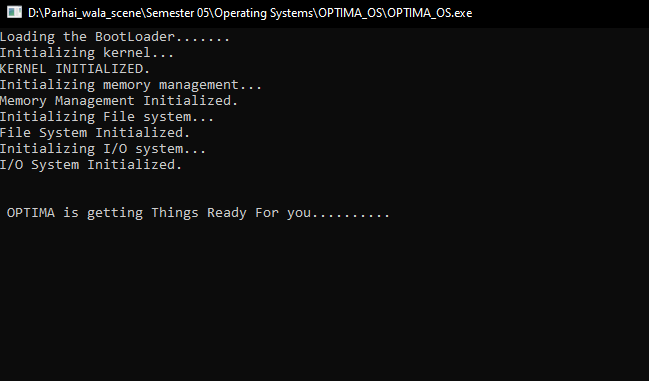 D:\Parhai_wala_scene\Semester 05\Operating Systems\OPTIMA_OS\OPTIMA_OS.exe
Loading the BootLoader.......
Initializing kernel...
KERNEL INITIALIZED.
Initializing memory management...
Memory Management Initialized.
Initializing File system...
File System Initialized.
Initializing I/O system...
I/O System Initialized.
OPTIMA is getting Things Ready For you..........